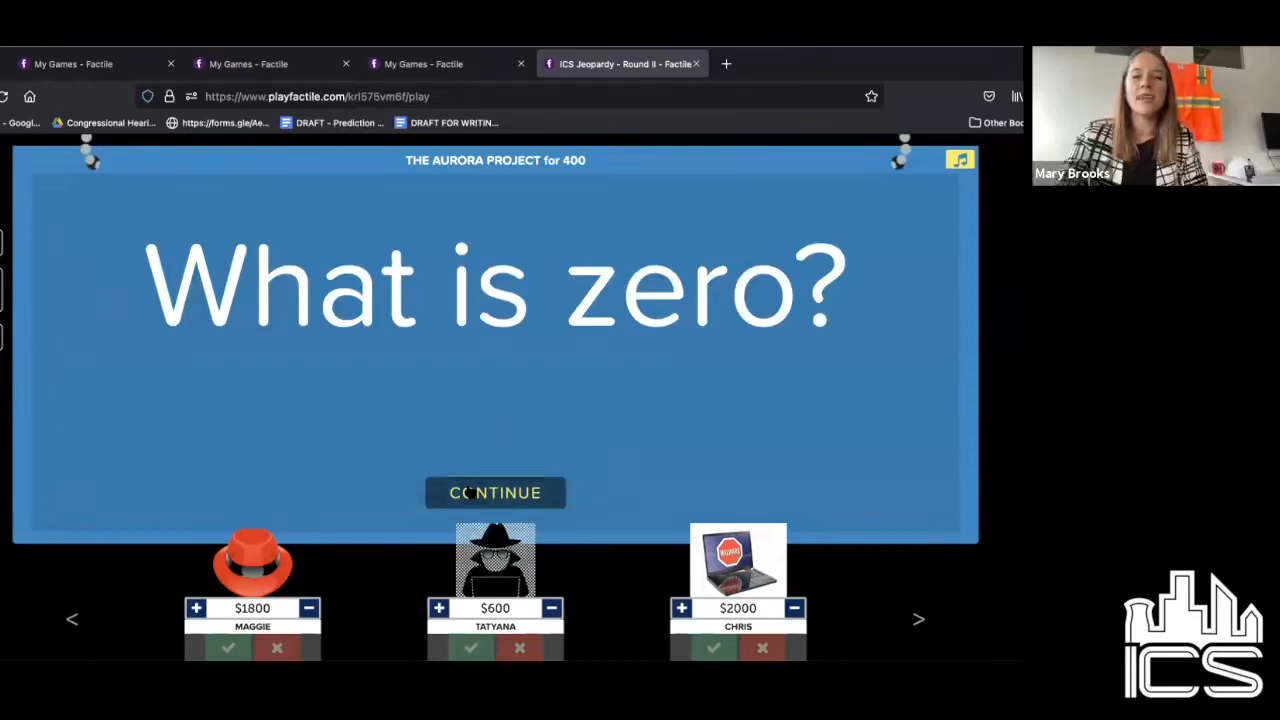 My Games - Factile
My Games - Factile
My Games - Factile
ICS Jeopardy - Round II - Factile
https://www.playfactile.com/krl575vm6f/play
- Googl...
Congressional Heari...
https://forms.gle/Ae...
DRAFT - Prediction ...
DRAFT FOR WRITIN...
Other Boo
THE AURORA PROJECT for 400
Mary Brooks
What is zero?
CONTINUE
MALWARE
+ $1800 −
+ $600 −
+ $2000 −
MAGGIE
TATYANA
CHRIS
< >
ICS